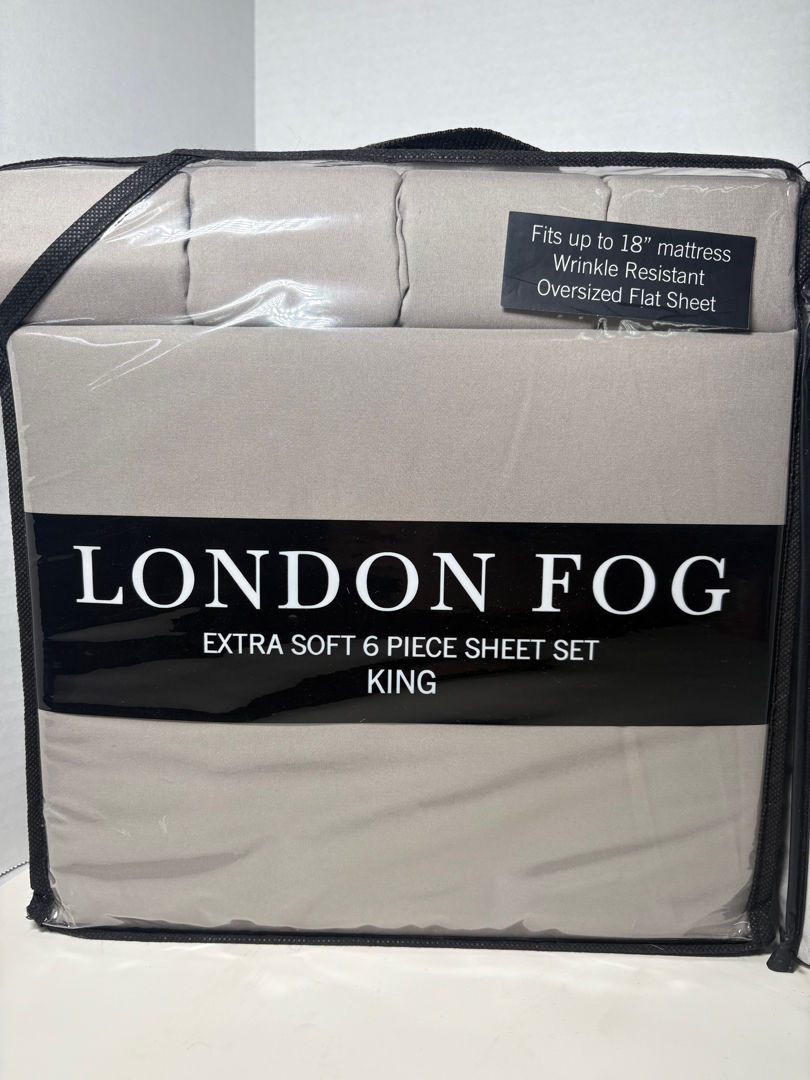 Fits up to 18” mattress
Wrinkle Resistant
Oversized Flat Sheet
LONDON FOG
EXTRA SOFT 6 PIECE SHEET SET
KING